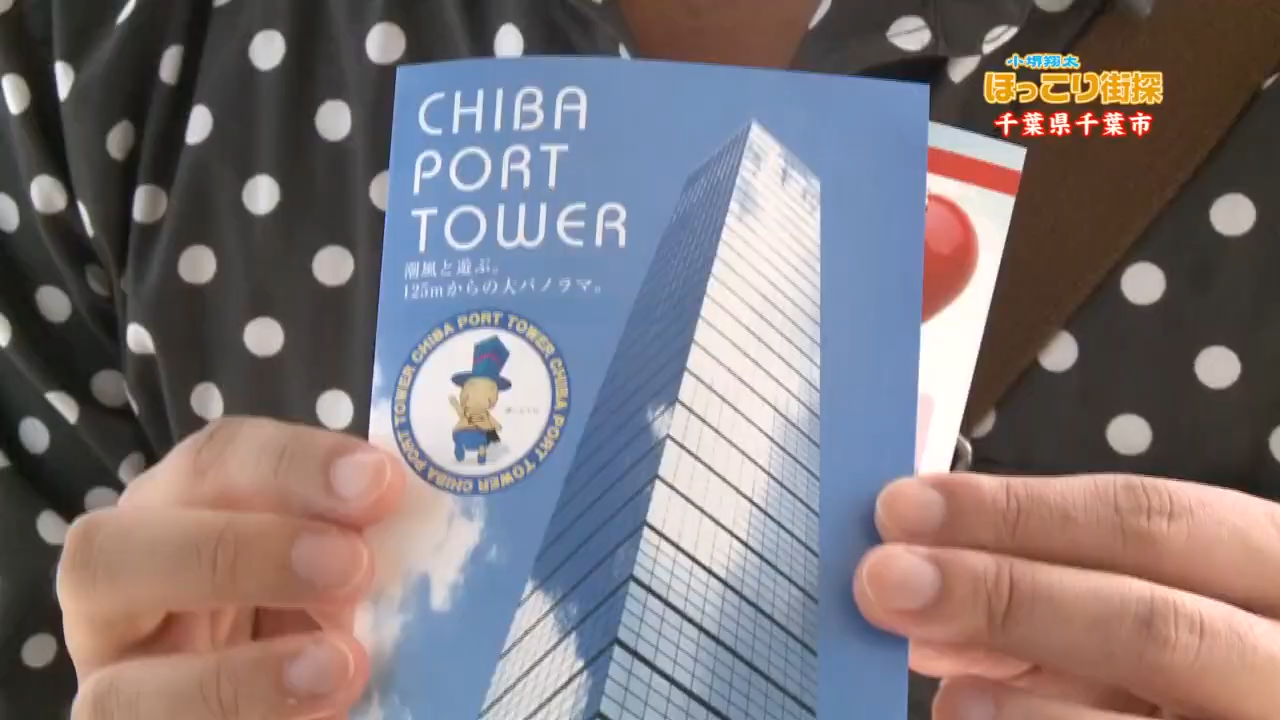 小堺翔太
ほっこり街探
千葉県千葉市
CHIBA
PORT
TOWER
潮風と遊ぶ。
125mからの大パノラマ。
CHIBA PORT TOWER CHIBA PORT TOWER CHIBA PORT TOWER